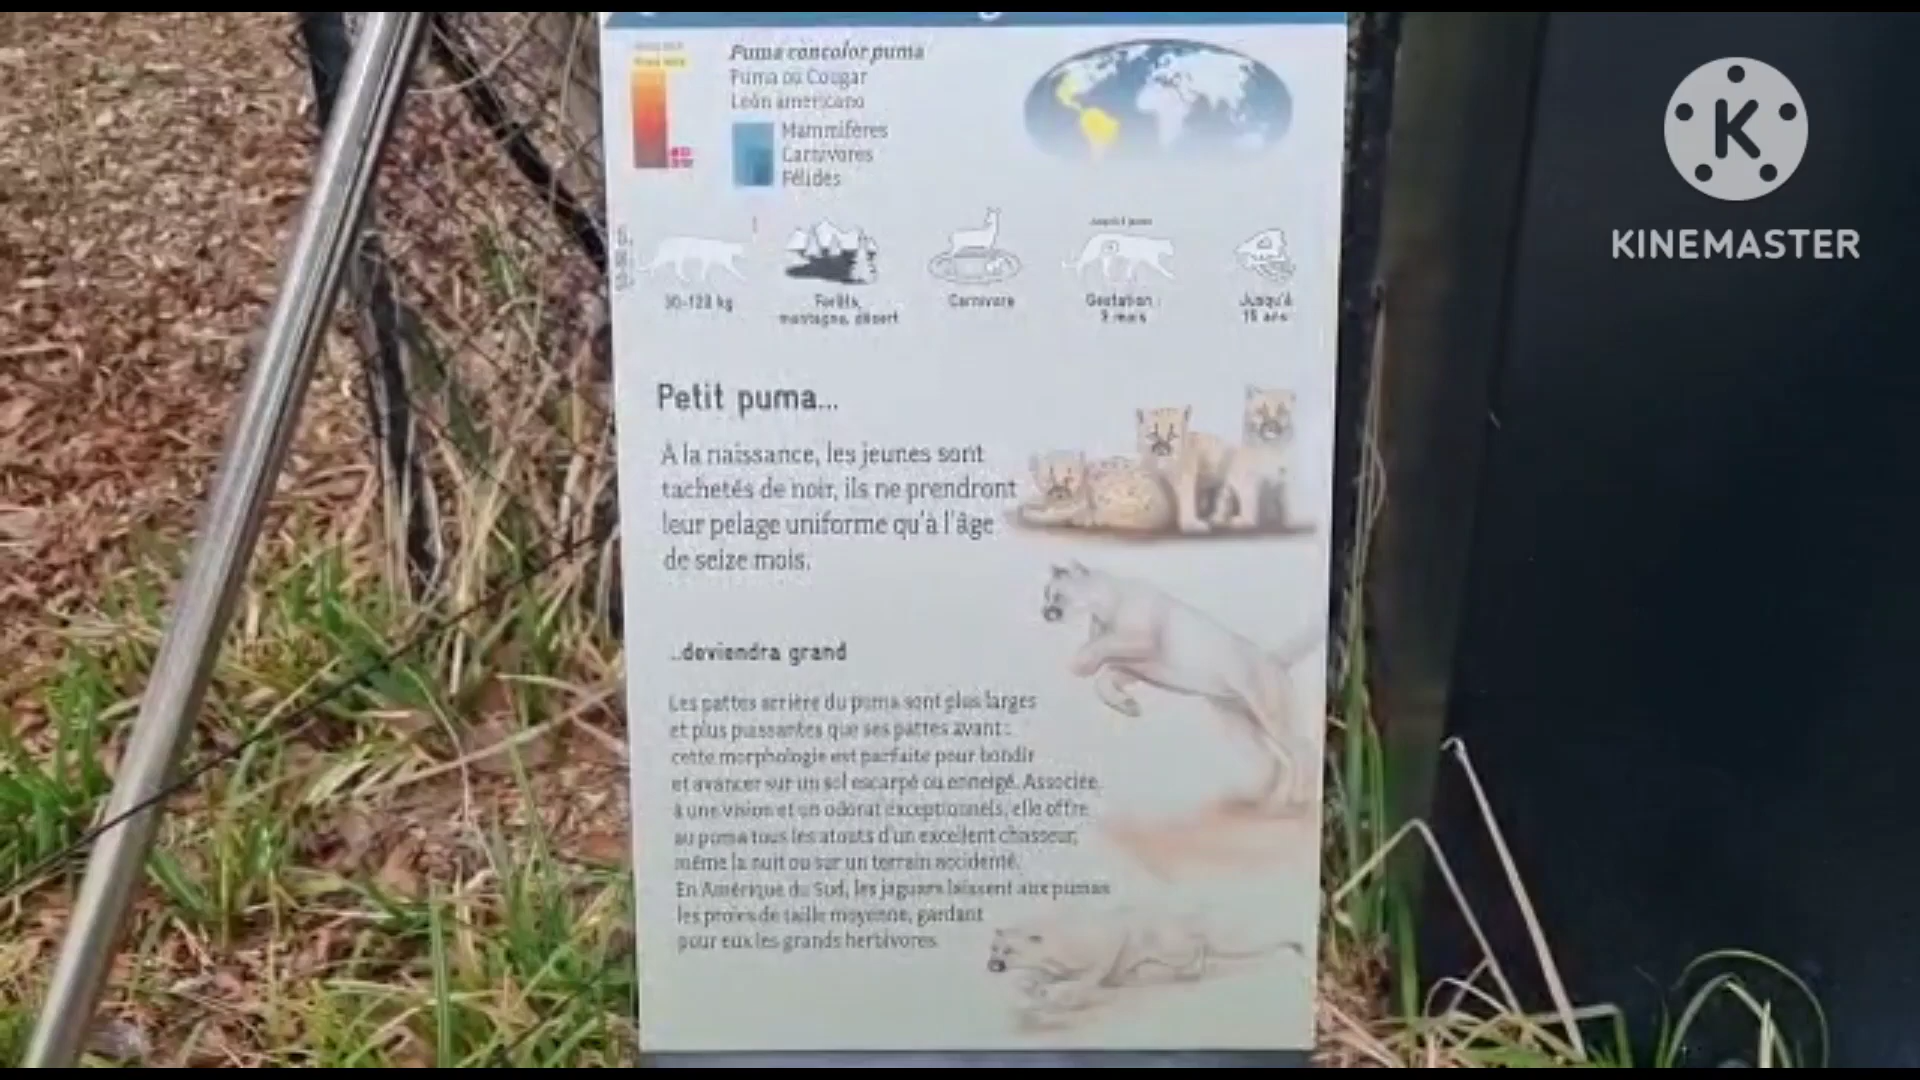 Puma concolor puma
Puma ou Cougar
León americano
Mammifères
Carnivores
Félides
30-120 kg
Forêts,
montagne, désert
Carnivore
Gestation :
3 mois
Jusqu'à
15 ans
Petit puma...
A la naissance, les jeunes sont
tachetés de noir, ils ne prendront
leur pelage uniforme qu'à l'âge
de seize mois.
...deviendra grand
Les pattes arrière du puma sont plus larges
et plus puissantes que ses pattes avant :
cette morphologie est parfaite pour bondir
et avancer sur un sol escarpé ou enneigé. Associée
à une vision et un odorat exceptionnels, elle offre
au puma tous les atouts d'un excellent chasseur,
même la nuit ou sur un terrain accidenté.
En Amérique du Sud, les jaguars laissent aux pumas
les proies de taille moyenne, gardant
pour eux les grands herbivores.
K
KINEMASTER